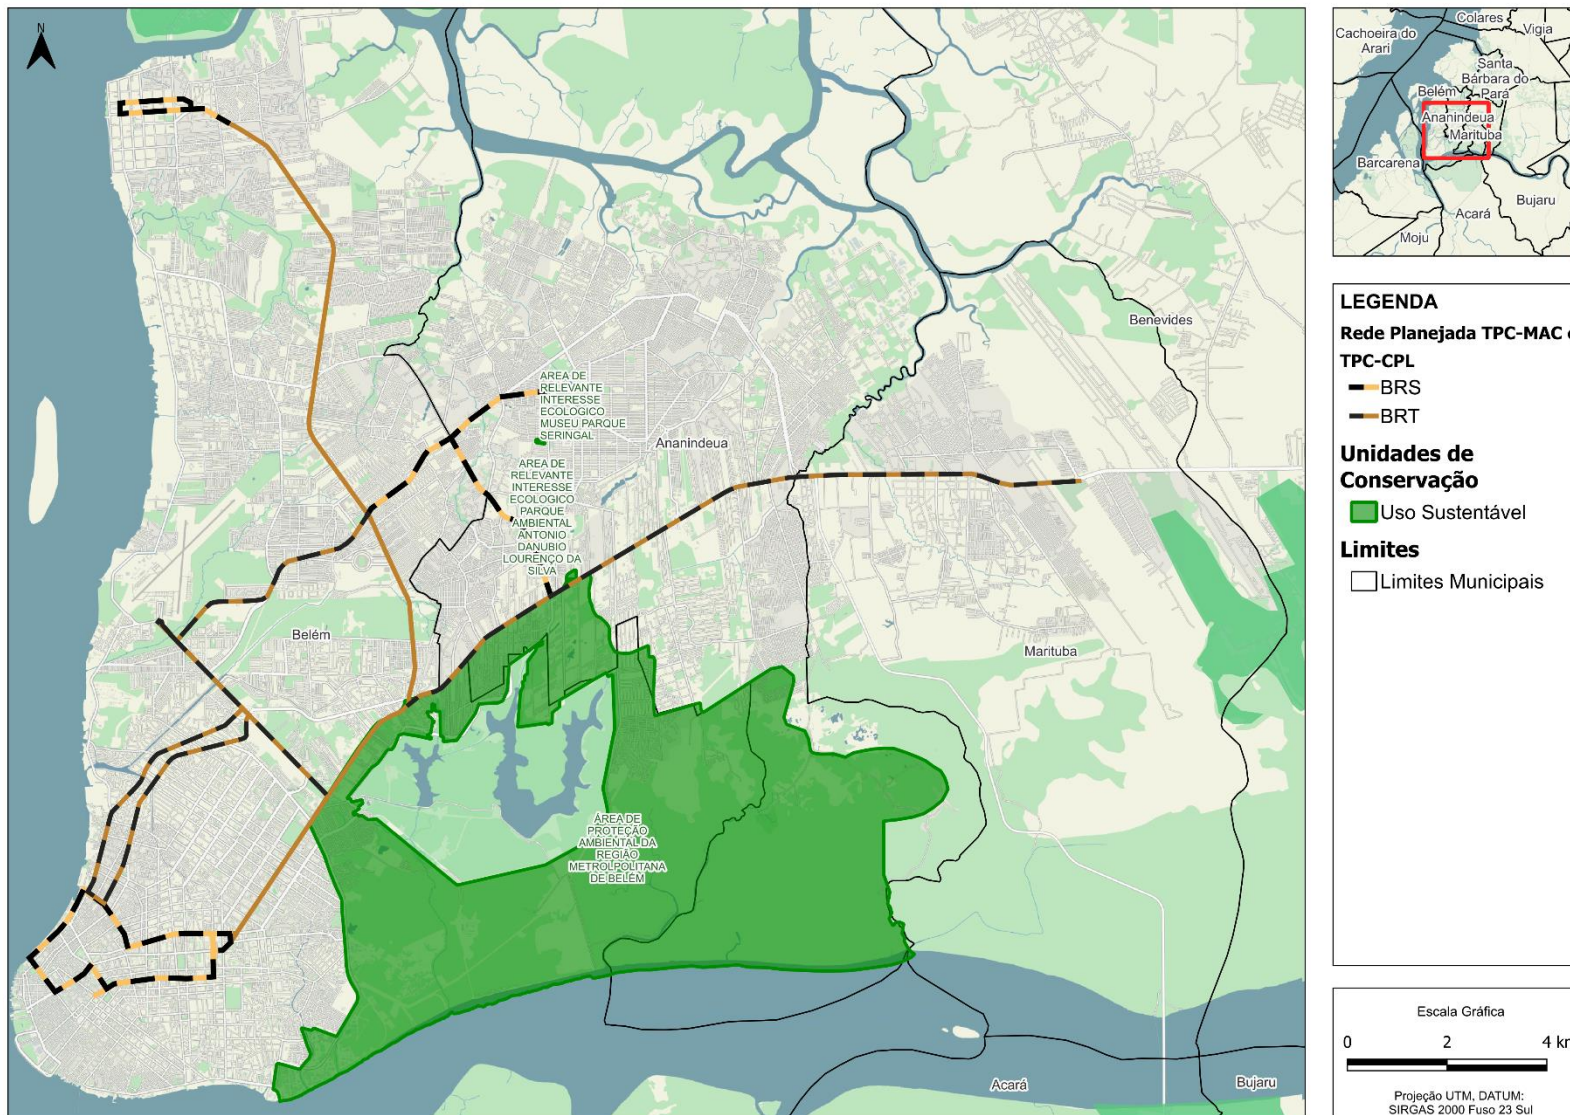 N
AREA DE
RELEVANTE
INTERESSE
ECOLOGICO
MUSEU PARQUE
SERINGAL
Ananindeua
AREA DE
RELEVANTE
INTERESSE
ECOLOGICO
PARQUE
AMBIENTAL
ANTONIO
DANUBIO
LOURENÇO DA
SILVA
Benevides
Belém
Marituba
ÁREA DE
PROTEÇÃO
AMBIENTAL DA
REGIÃO
METROLPOLITANA
DE BELÉM
Acará
Bujaru
Colares
Cachoeira do
Arari
Vigia
Santa
Bárbara do
Pará
Belém
Ananindeua
Marituba
Barcarena
Bujaru
Acará
Moju
LEGENDA
Rede Planejada TPC-MAC
TPC-CPL
BRS
BRT
Unidades de
Conservação
Uso Sustentável
Limites
Limites Municipais
Escala Gráfica
0 2 4 km
Projeção UTM, DATUM:
SIRGAS 2000 Fuso 23 Sul